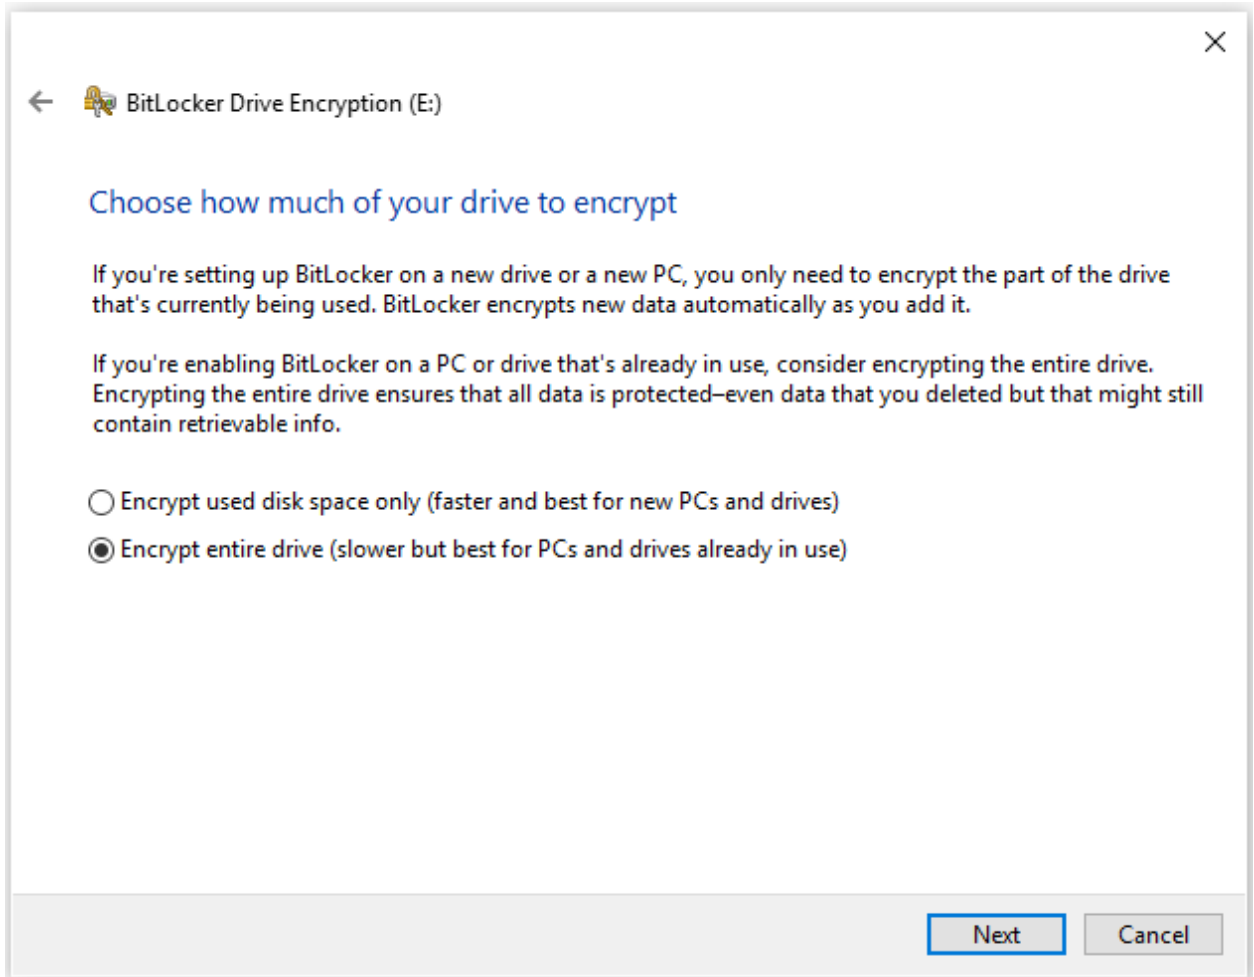 BitLocker Drive Encryption (E:)
Choose how much of your drive to encrypt
If you're setting up BitLocker on a new drive or a new PC, you only need to encrypt the part of the drive
that's currently being used. BitLocker encrypts new data automatically as you add it.
If you're enabling BitLocker on a PC or drive that's already in use, consider encrypting the entire drive.
Encrypting the entire drive ensures that all data is protected–even data that you deleted but that might still
contain retrievable info.
Encrypt used disk space only (faster and best for new PCs and drives)
Encrypt entire drive (slower but best for PCs and drives already in use)
Next Cancel